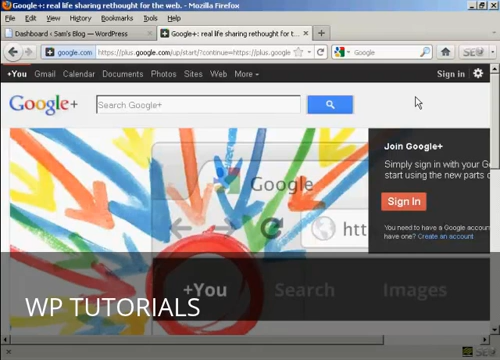 Google+: real life sharing rethought for the web. - Mozilla Firefox
File Edit View History Bookmarks Tools Help
Dashboard ‹ Sam's Blog — WordPress
Google+: real life sharing rethought for t...
google.com https://plus.google.com/up/start/?continue=https://plus.google
Google
+You Gmail Calendar Documents Photos Sites Web More
Sign in
Google+
Search Google+
Join Google+
Simply sign in with your G
start using the new parts o
Sign In
You need to have a Google accou
have one? Create an account
Google
htt
+You Search Images
WP TUTORIALS